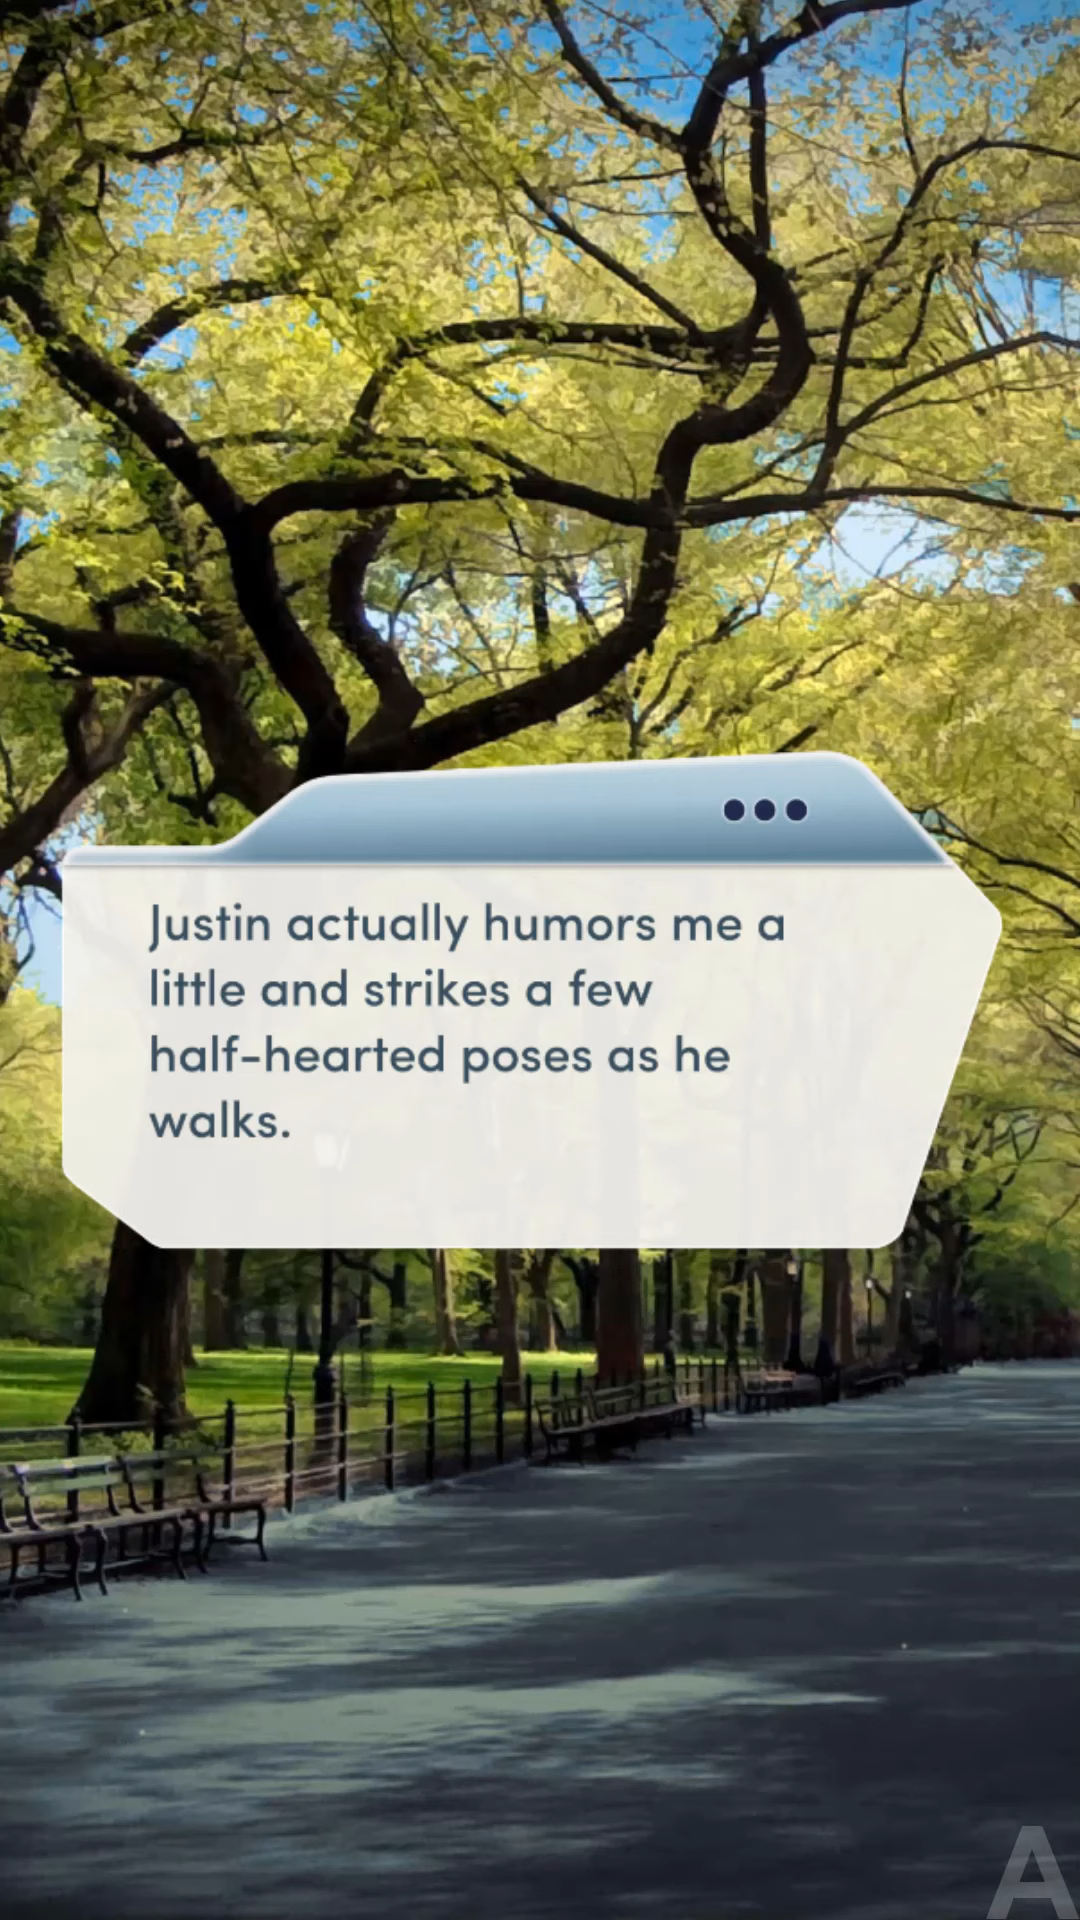 Justin actually humors me a
little and strikes a few
half-hearted poses as he
walks.
A